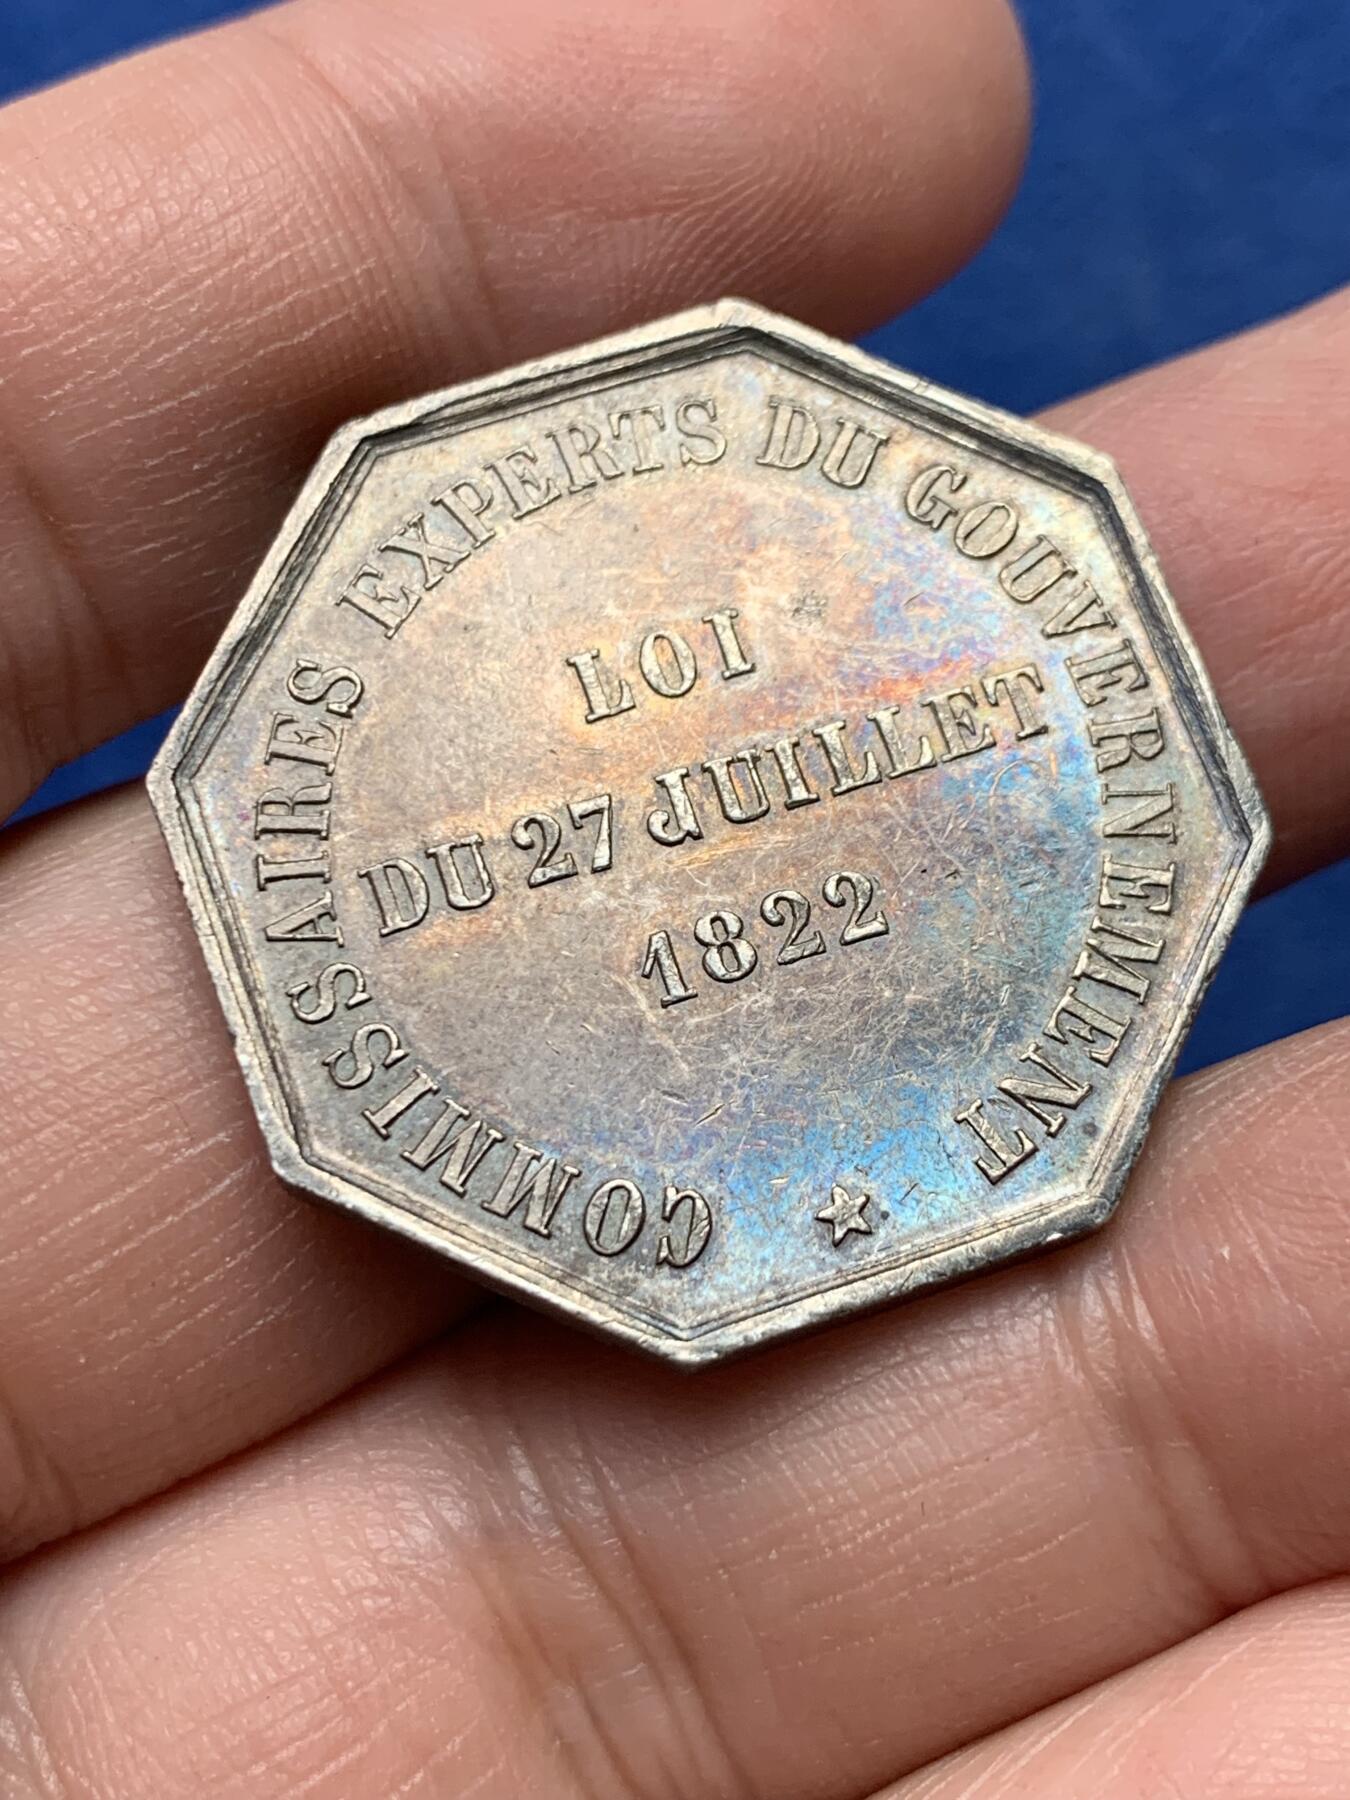 COMMISSAIRES EXPERTS DU GOUVERNEMENT
LOI
DU 27 JUILLET
1822